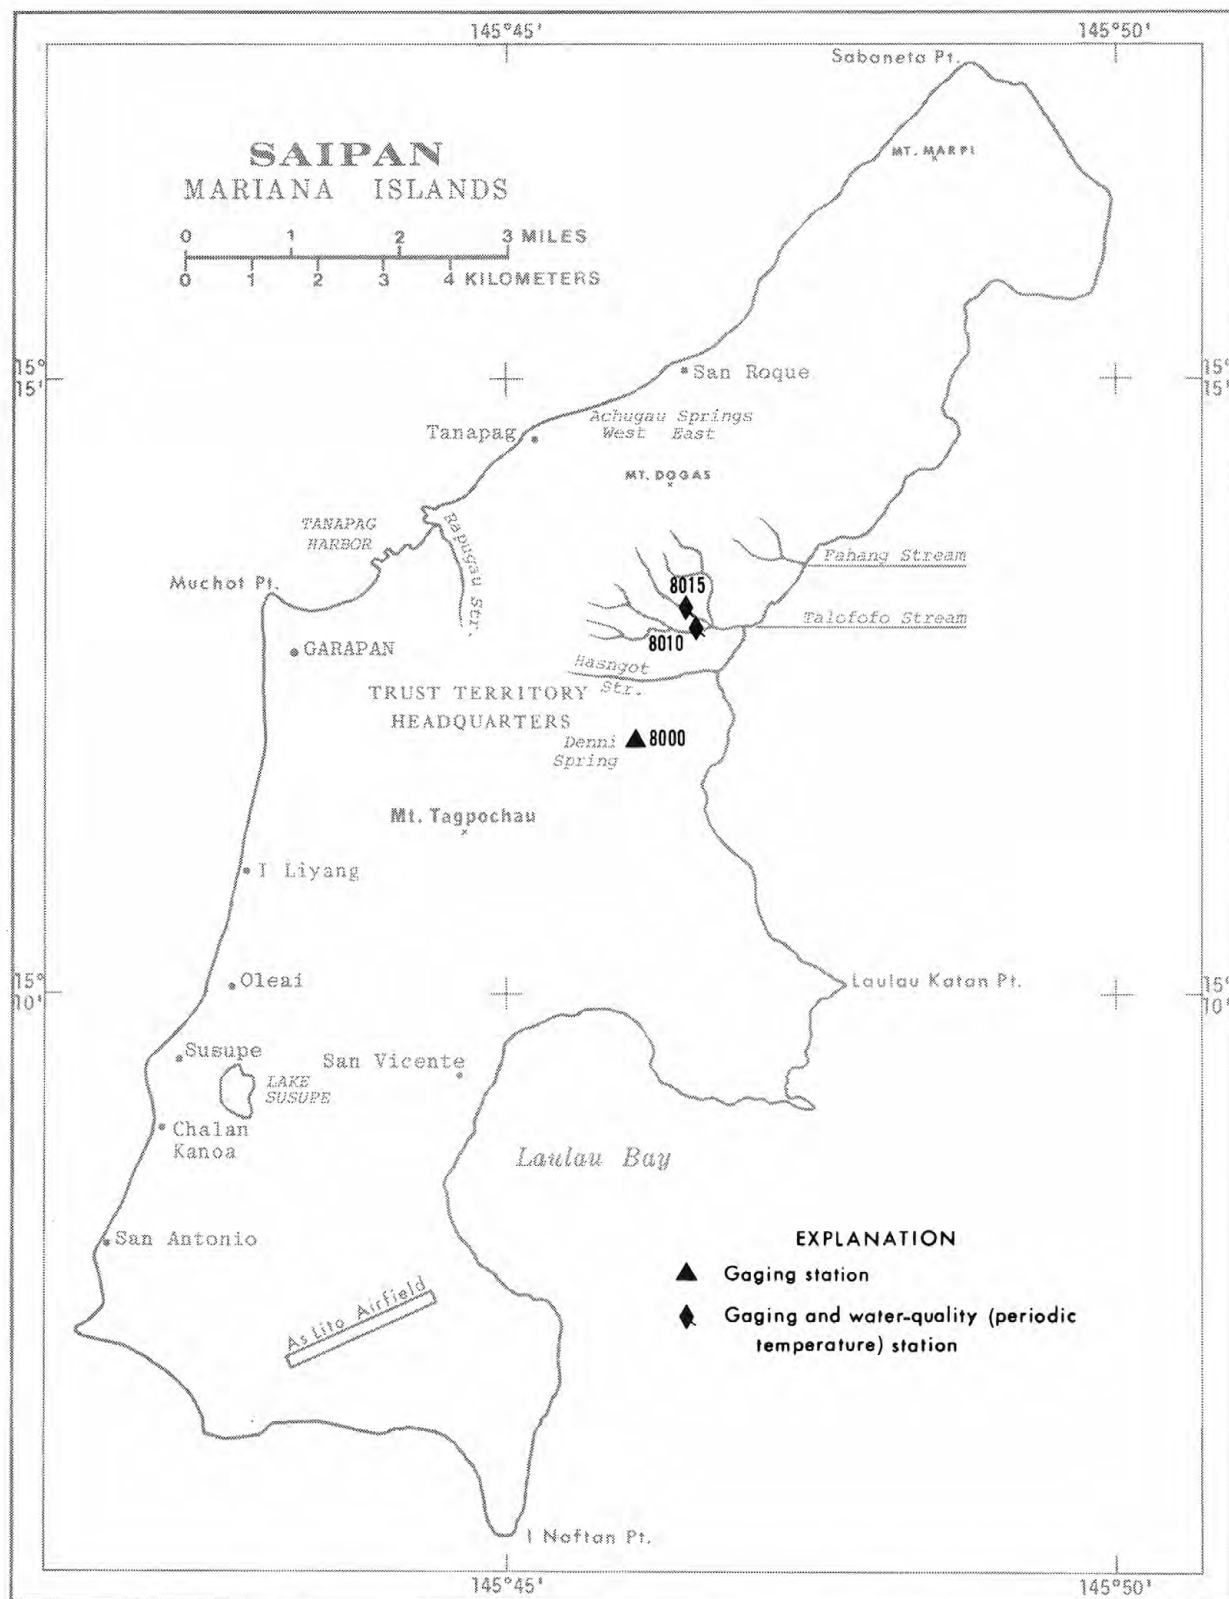 145°45'
145°50'
Sabaneta Pt.
MT. MARPI
SAIPAN
MARIANA ISLANDS
0 1 2 3 MILES
0 1 2 3 4 KILOMETERS
15°
15'
15°
15'
San Roque
Achugau Springs
West East
Tanapag
MT. DOGAS
TANAPAG
HARBOR
Rapugau Str.
Fahang Stream
Muchot Pt.
8015
Talofofo Stream
8010
GARAPAN
Hasngot
Str.
TRUST TERRITORY
HEADQUARTERS
Denni
Spring
8000
Mt. Tagpochau
I Liyang
15°
10'
Oleai
Laulau Katan Pt.
15°
10'
Susupe
San Vicente
LAKE
SUSUPE
Chalan
Kanoa
Laulau Bay
San Antonio
EXPLANATION
Gaging station
As Lito Airfield
Gaging and water-quality (periodic
temperature) station
I Naftan Pt.
145°45'
145°50'